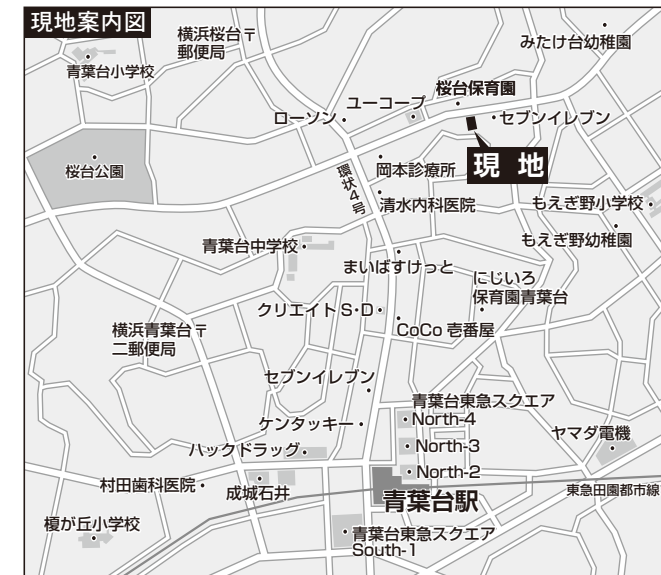 現地案内図
横浜桜台〒
郵便局
みたけ台幼稚園
青葉台小学校
桜台保育園
ユーコープ
ローソン
セブンイレブン
現 地
桜台公園
環状4号
岡本診療所
清水内科医院
もえぎ野小学校
もえぎ野幼稚園
青葉台中学校
まいばすけっと
にじいろ
保育園青葉台
クリエイトS・D
CoCo壱番屋
横浜青葉台〒
二郵便局
セブンイレブン
青葉台東急スクエア
North-4
ケンタッキー
ヤマダ電機
ハックドラッグ
North-3
North-2
村田歯科医院
成城石井
青葉台駅
東急田園都市線
榎が丘小学校
青葉台東急スクエア
South-1